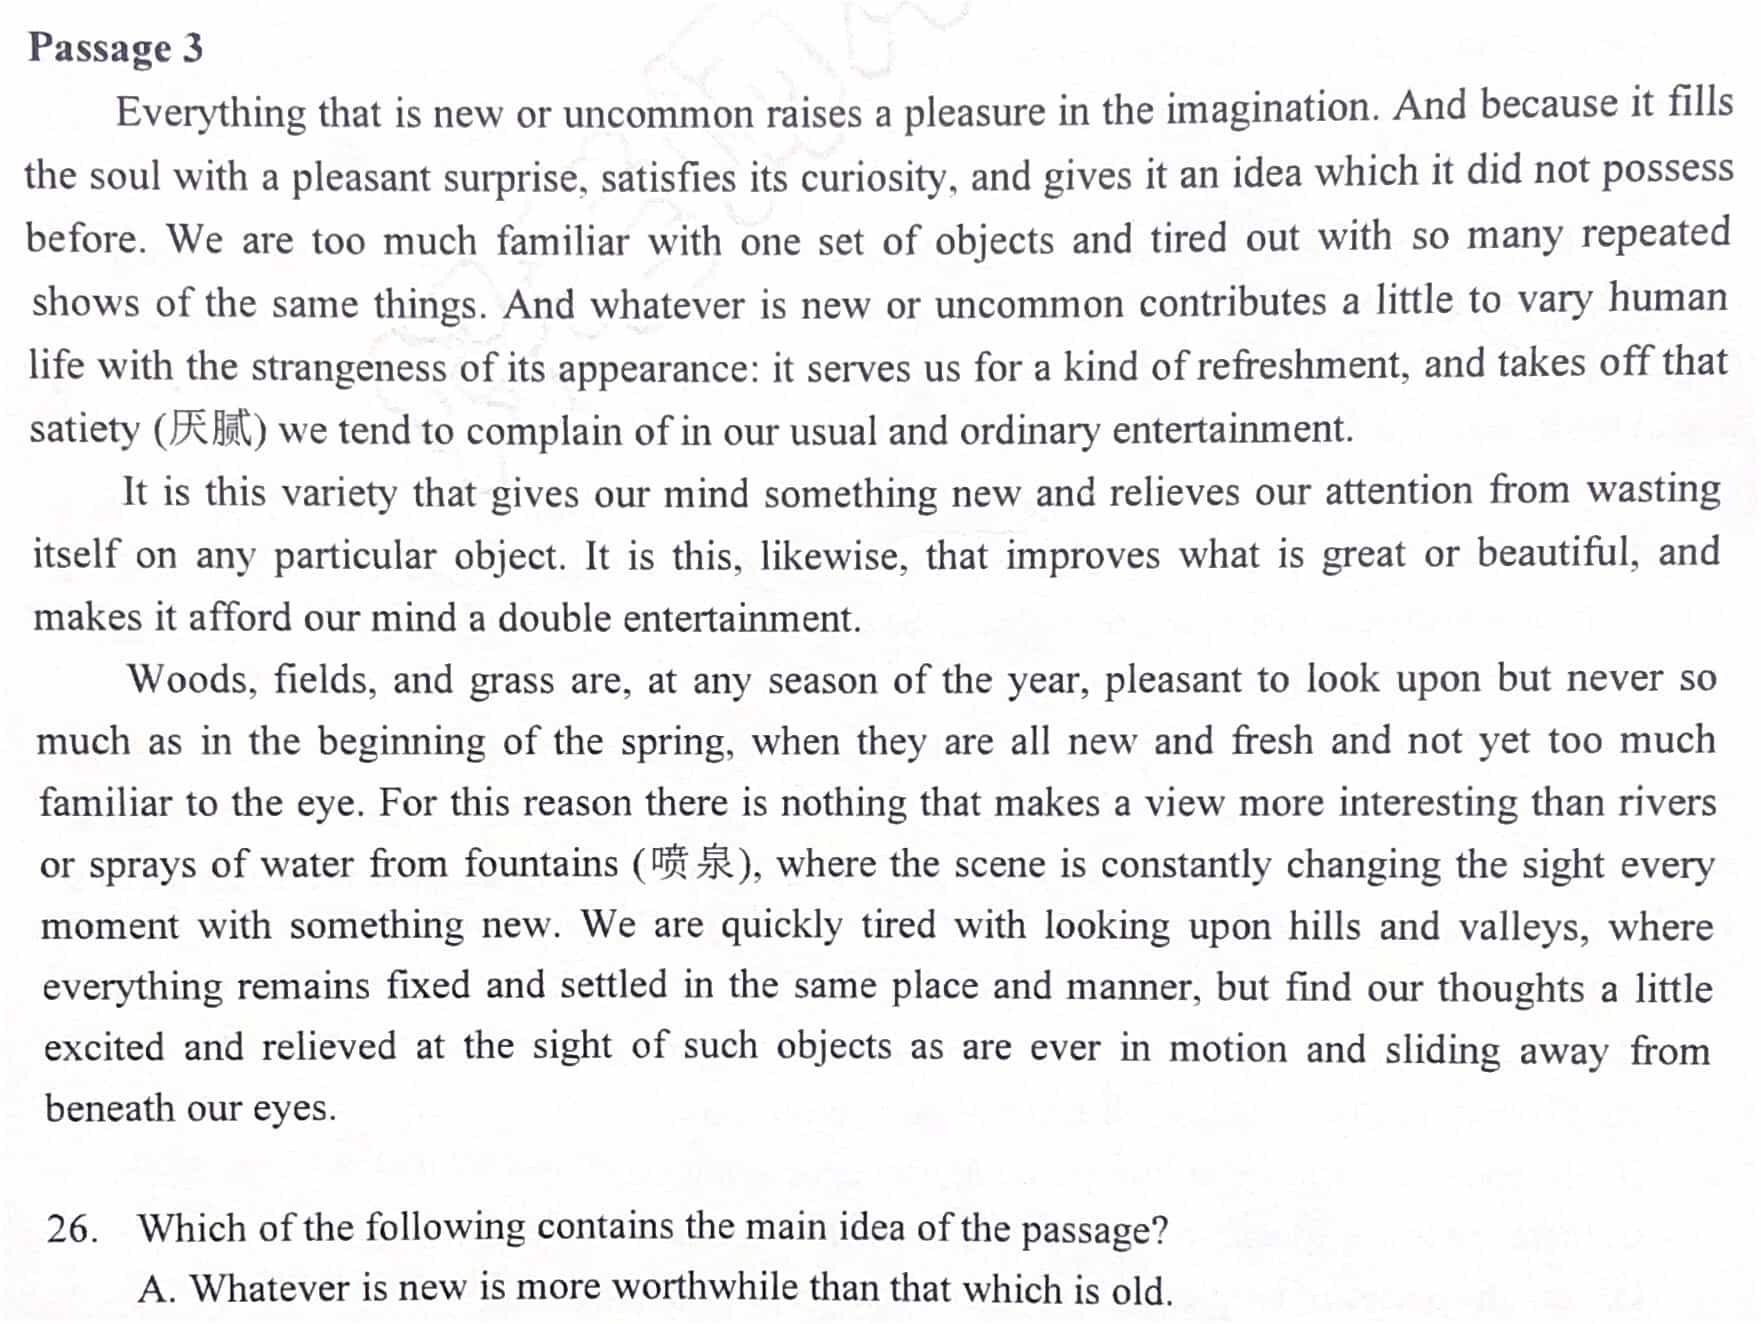 Passage 3
Everything that is new or uncommon raises a pleasure in the imagination. And because it fills
the soul with a pleasant surprise, satisfies its curiosity, and gives it an idea which it did not possess
before. We are too much familiar with one set of objects and tired out with so many repeated
shows of the same things. And whatever is new or uncommon contributes a little to vary human
life with the strangeness of its appearance: it serves us for a kind of refreshment, and takes off that
satiety (厌腻) we tend to complain of in our usual and ordinary entertainment.
It is this variety that gives our mind something new and relieves our attention from wasting
itself on any particular object. It is this, likewise, that improves what is great or beautiful, and
makes it afford our mind a double entertainment.
Woods, fields, and grass are, at any season of the year, pleasant to look upon but never so
much as in the beginning of the spring, when they are all new and fresh and not yet too much
familiar to the eye. For this reason there is nothing that makes a view more interesting than rivers
or sprays of water from fountains (喷泉), where the scene is constantly changing the sight every
moment with something new. We are quickly tired with looking upon hills and valleys, where
everything remains fixed and settled in the same place and manner, but find our thoughts a little
excited and relieved at the sight of such objects as are ever in motion and sliding away from
beneath our eyes.
26. Which of the following contains the main idea of the passage?
A. Whatever is new is more worthwhile than that which is old.